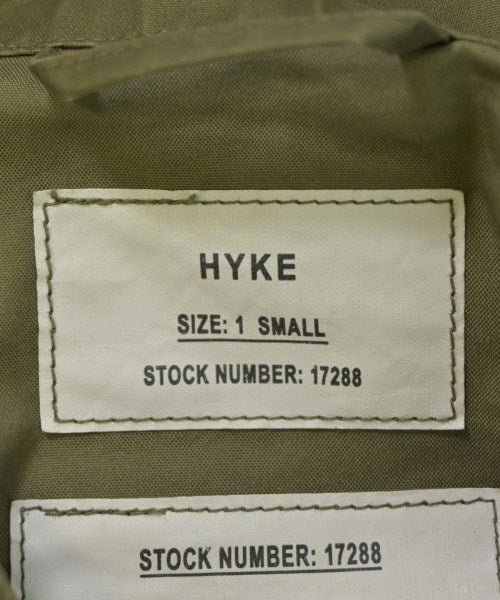 HYKE
SIZE: 1 SMALL
STOCK NUMBER: 17288
STOCK NUMBER: 17288